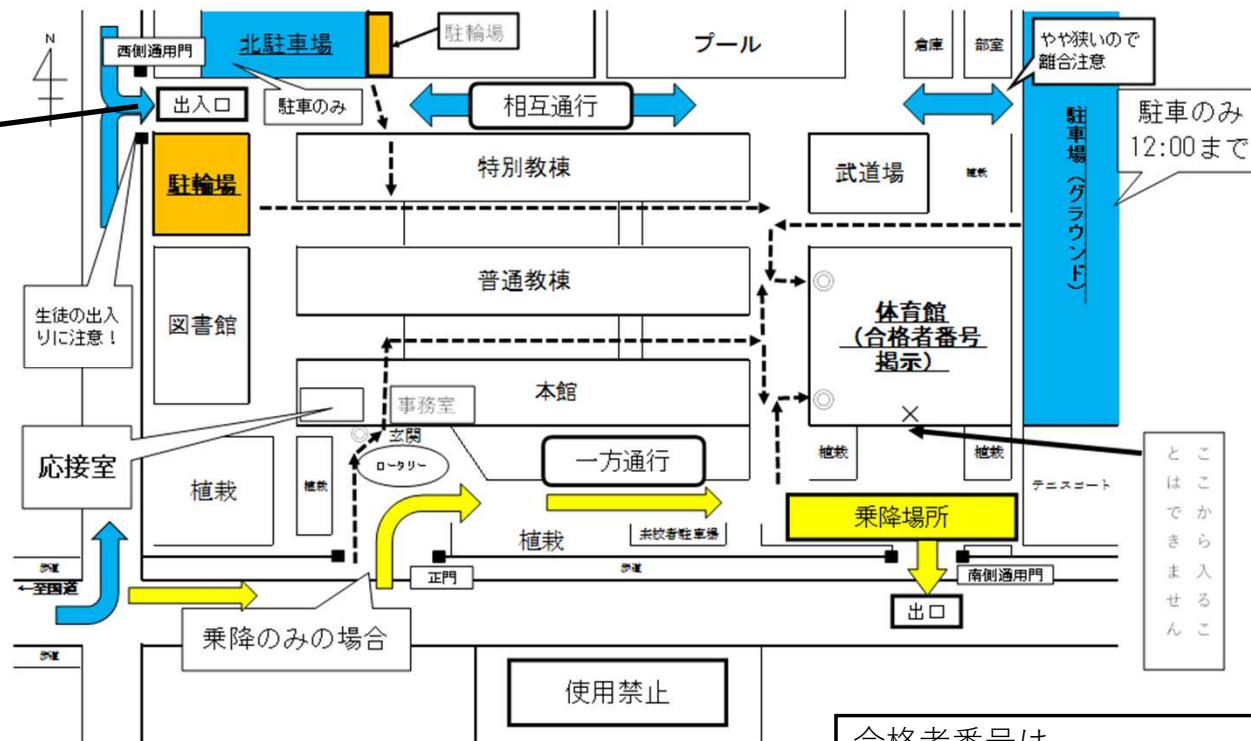 N
西側通用門
北駐車場
駐輪場
プール
倉庫
部室
やや狭いので
離合注意
出入口
駐車のみ
相互通行
駐車場（グラウンド）
駐車のみ
12:00まで
駐輪場
特別教棟
武道場
植栽
生徒の出入
りに注意！
図書館
普通教棟
体育館
（合格者番号
掲示）
本館
事務室
玄関
ロータリー
応接室
植栽
植栽
一方通行
植栽
植栽
テニスコート
ここから入るこ
とはできません
植栽
来校者駐車場
乗降場所
歩道
←至国道
正門
歩道
南側通用門
出口
乗降のみの場合
歩道
使用禁止